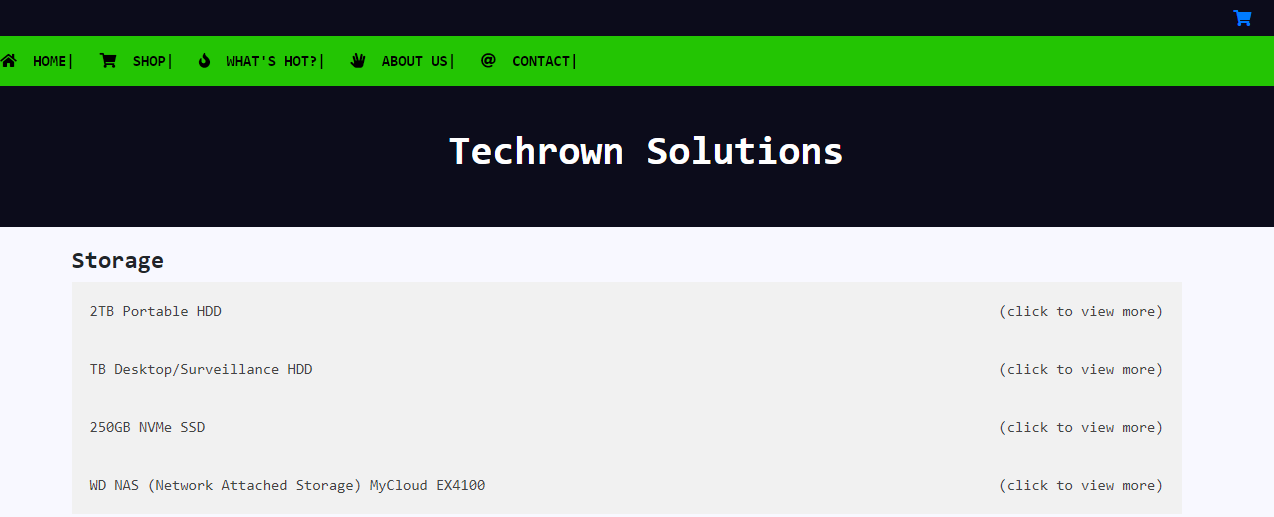 HOME| SHOP| WHAT'S HOT?| ABOUT US| @ CONTACT|
Techrown Solutions
Storage
2TB Portable HDD (click to view more)
TB Desktop/Surveillance HDD (click to view more)
250GB NVMe SSD (click to view more)
WD NAS (Network Attached Storage) MyCloud EX4100 (click to view more)